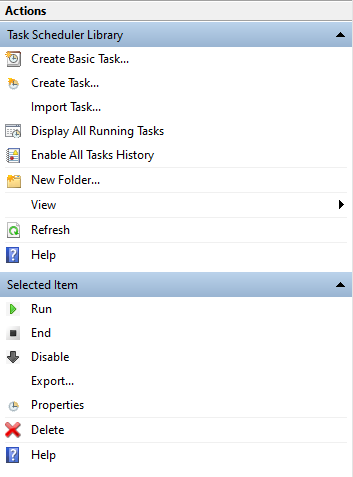 Actions
Task Scheduler Library
Create Basic Task...
Create Task...
Import Task...
Display All Running Tasks
Enable All Tasks History
New Folder...
View
Refresh
Help
Selected Item
Run
End
Disable
Export...
Properties
Delete
Help